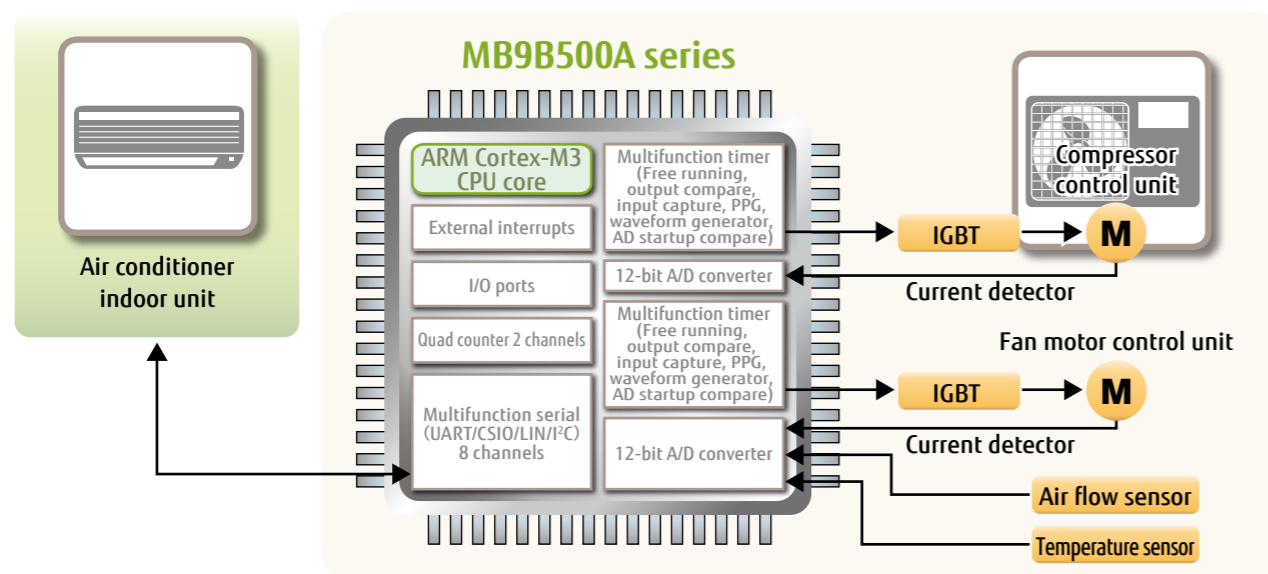 MB9B500A series
Air conditioner
indoor unit
ARM Cortex-M3
CPU core
External interrupts
I/O ports
Quad counter 2 channels
Multifunction serial
(UART/CSIO/LIN/I²C)
8 channels
Multifunction timer
(Free running,
output compare,
input capture, PPG,
waveform generator,
AD startup compare)
12-bit A/D converter
Multifunction timer
(Free running,
output compare,
input capture, PPG,
waveform generator,
AD startup compare)
12-bit A/D converter
Compressor
control unit
IGBT
M
Current detector
Fan motor control unit
IGBT
M
Current detector
Air flow sensor
Temperature sensor